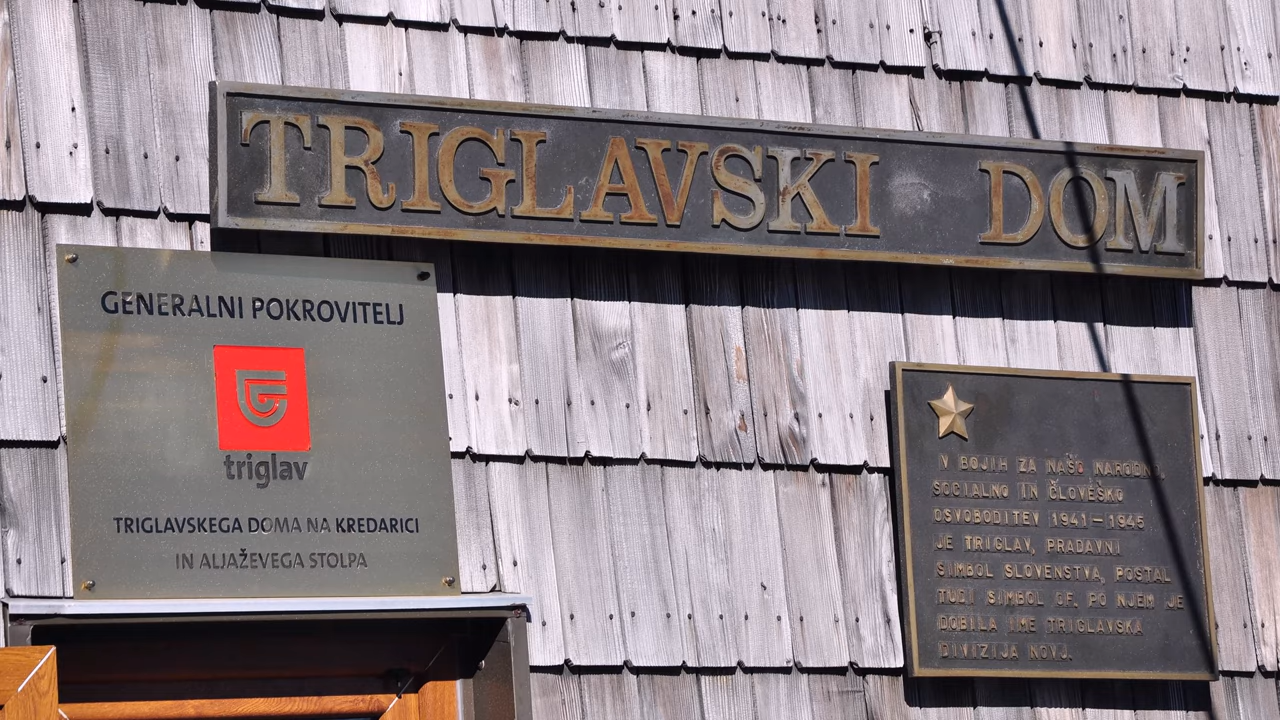 TRIGLAVSKI DOM
GENERALNI POKROVITELJ
triglav
TRIGLAVSKEGA DOMA NA KREDARICI
IN ALJAŽEVEGA STOLPA
V BOJIH ZA NAŠO NARODNO,
SOCIALNO IN ČLOVEŠKO
OSVOBODITEV 1941–1945
JE TRIGLAV, PRADAVNI
SIMBOL SLOVENSTVA, POSTAL
TUDI SIMBOL OF. PO NJEM JE
DOBILA IME TRIGLAVSKA
DIVIZIJA NOVJ.